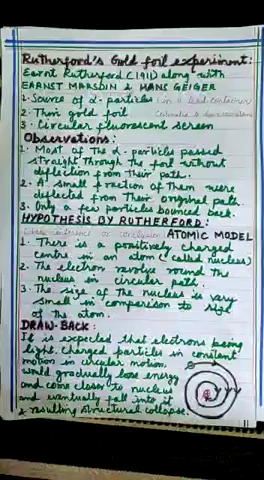 Rutherford's Gold foil experiment:
Earnt Rutherford (1911) along with
EARNST MARSDIN & HANS GEIGER
1. Source of α-particles in a lead container
2. Thin gold foil
3. Circular fluorescent screen
Observations:
1. Most of the α-particles passed
straight through the foil without
deflection from their path.
2. A small fraction of them were
deflected from their original path.
3. Only a few particles bounced back.
HYPOTHESIS BY RUTHERFORD:
inference or conclusion ATOMIC MODEL
1. There is a positively charged
centre in an atom (called nucleus)
2. The electron revolve round the
nucleus in circular path.
3. The size of the nucleus is very
small in comparison to size
of the atom.
DRAW-BACK:
It is expected that electrons being
light, charged particles in constant
motion in circular motion,
would gradually lose energy
and come closer to nucleus
and eventually fall into it
& resulting structural collapse.